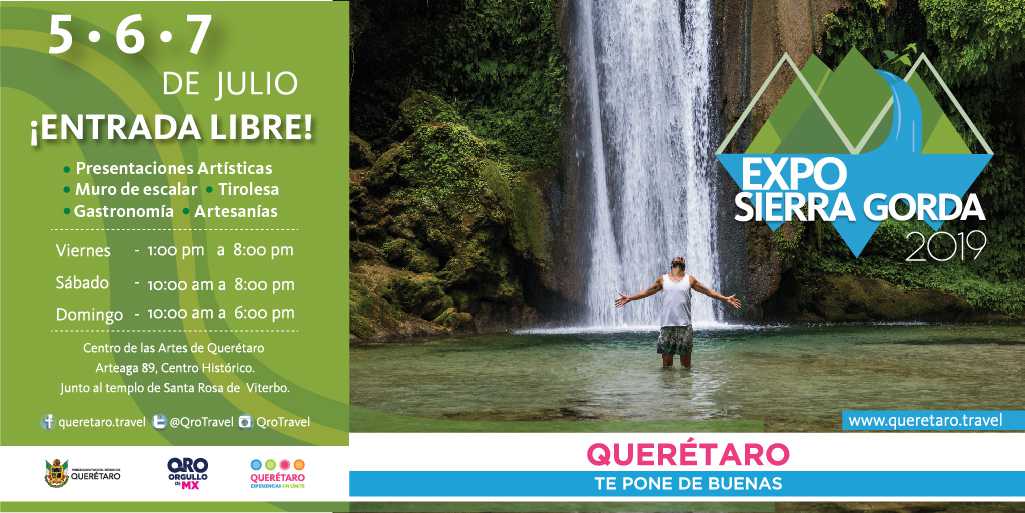 5 • 6 • 7
DE JULIO
¡ENTRADA LIBRE!
• Presentaciones Artísticas
• Muro de escalar • Tirolesa
• Gastronomía • Artesanías
Viernes - 1:00 pm a 8:00 pm
Sábado - 10:00 am a 8:00 pm
Domingo - 10:00 am a 6:00 pm
Centro de las Artes de Querétaro
Arteaga 89, Centro Histórico.
Junto al templo de Santa Rosa de Viterbo.
queretaro.travel @QroTravel QroTravel
QUERÉTARO
QRO
ORGULLO
DE MX
QUERÉTARO
EXPO
SIERRA GORDA
2019
www.queretaro.travel
QUERÉTARO
TE PONE DE BUENAS